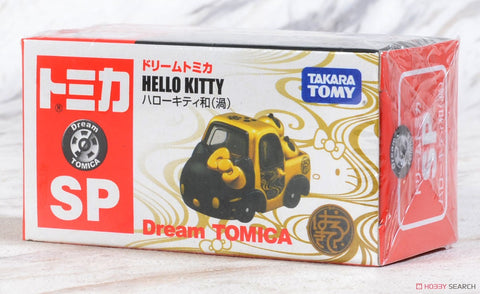 トミカ
®
Dream
TOMICA
SP
ドリームトミカ
HELLO KITTY
ハローキティ和(渦)
TAKARA
TOMY
Dream TOMICA
SP
© HOBBY SEARCH